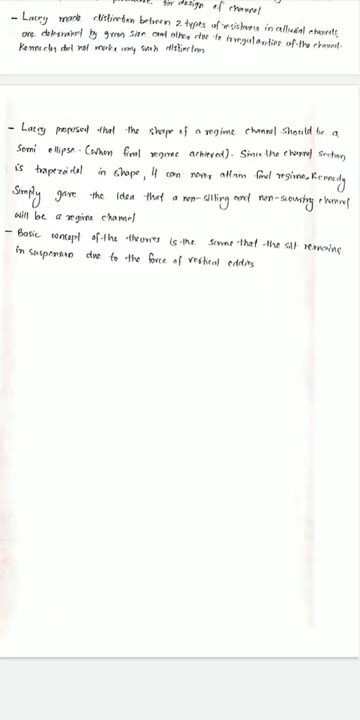 for design of channel
- Lacey made distinction between 2 types of resistance in alluvial channels,
one determined by grain size and other due to irregularities of the channel.
Kennedy did not make any such distinction
- Lacey proposed that the shape of a regime channel should be a
Semi ellipse. (when final regime achieved). Since the channel section
is trapezoidal in shape, it can never attain final regime. Kennedy
Simply gave the idea that a non-silting and non-scouring channel
will be a regime channel
- Basic concept of the theories is the same that the silt remains
in suspension due to the force of vertical eddies